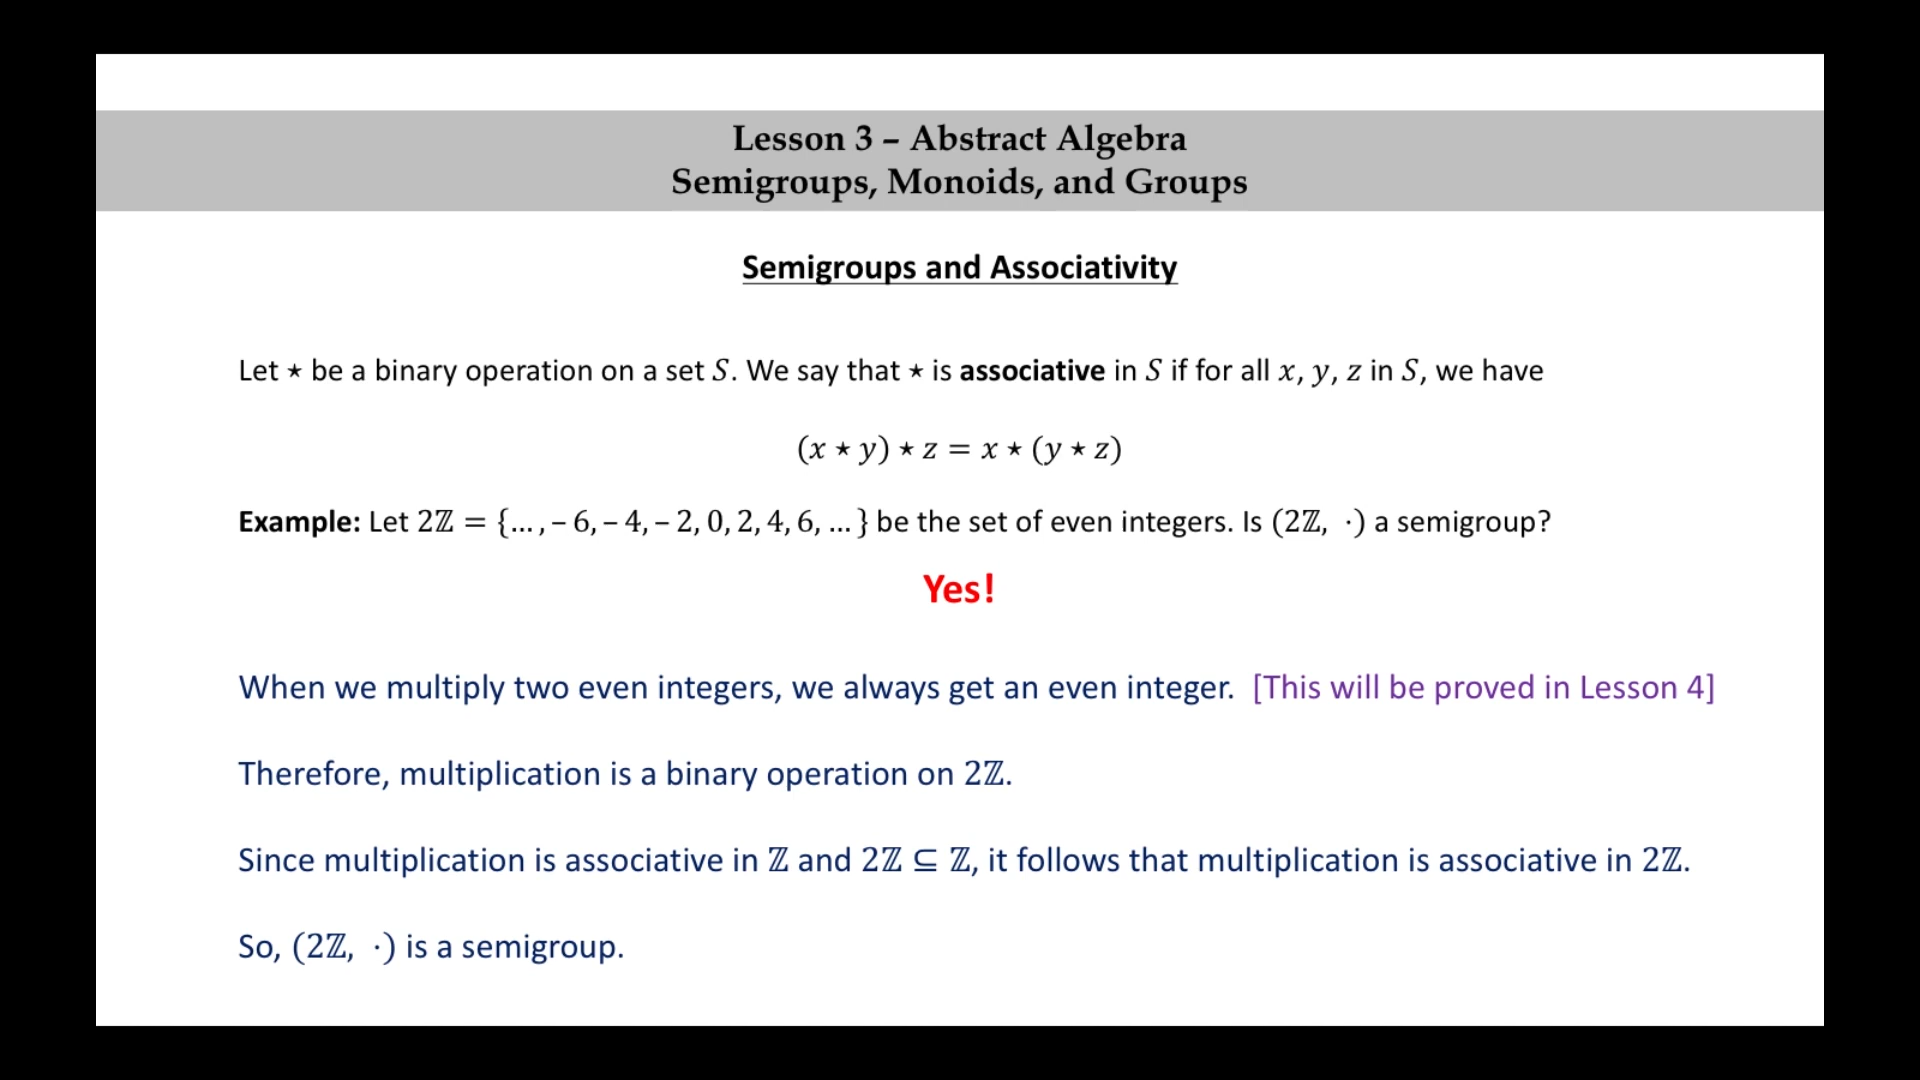 Lesson 3 – Abstract Algebra
Semigroups, Monoids, and Groups
Semigroups and Associativity
Let ⋆ be a binary operation on a set 𝑆. We say that ⋆ is associative in 𝑆 if for all 𝑥, 𝑦, 𝑧 in 𝑆, we have
(𝑥 ⋆ 𝑦) ⋆ 𝑧 = 𝑥 ⋆ (𝑦 ⋆ 𝑧)
Example: Let 2ℤ = {… , – 6, – 4, – 2, 0, 2, 4, 6, … } be the set of even integers. Is (2ℤ, ·) a semigroup?
Yes!
When we multiply two even integers, we always get an even integer. [This will be proved in Lesson 4]
Therefore, multiplication is a binary operation on 2ℤ.
Since multiplication is associative in ℤ and 2ℤ ⊆ ℤ, it follows that multiplication is associative in 2ℤ.
So, (2ℤ, ·) is a semigroup.